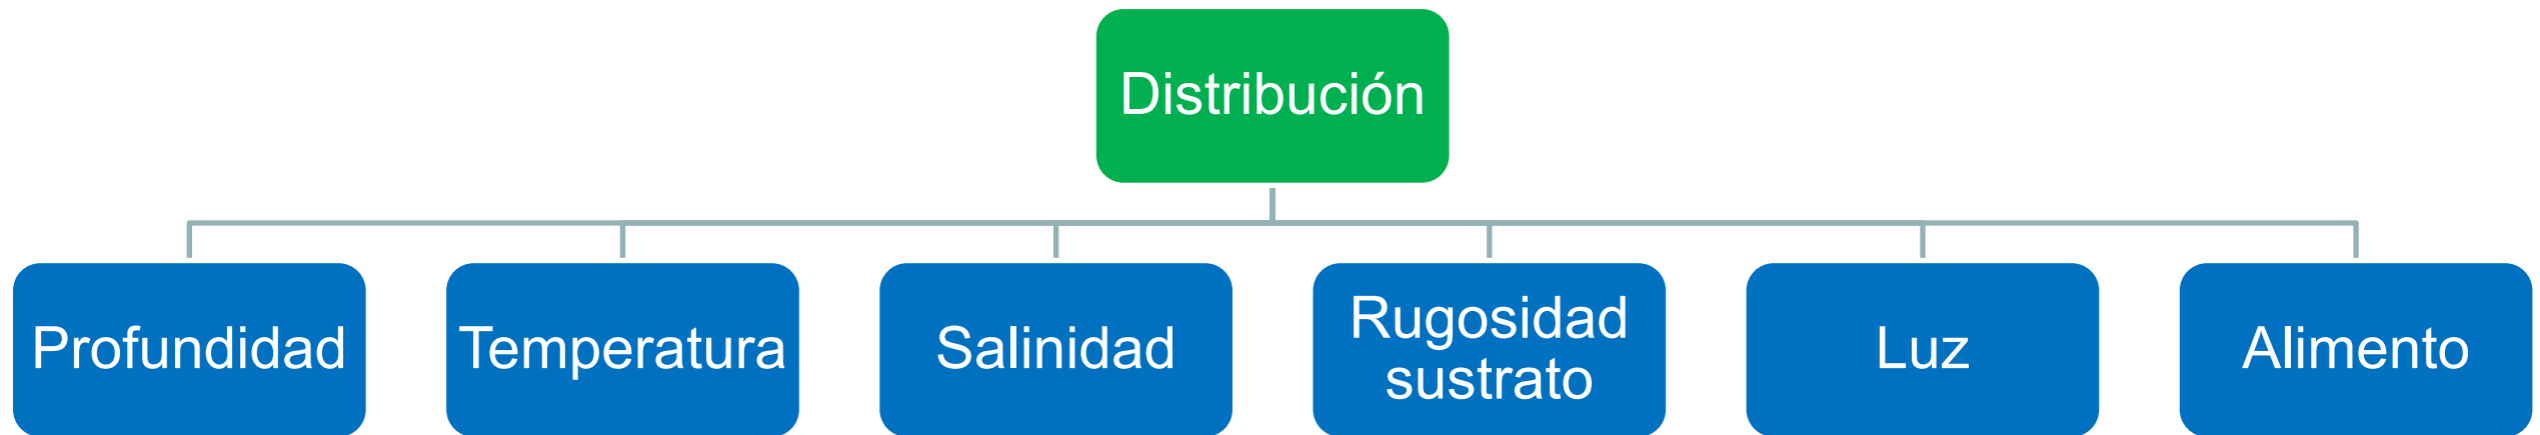 Distribución
Profundidad
Temperatura
Salinidad
Rugosidad
sustrato
Luz
Alimento